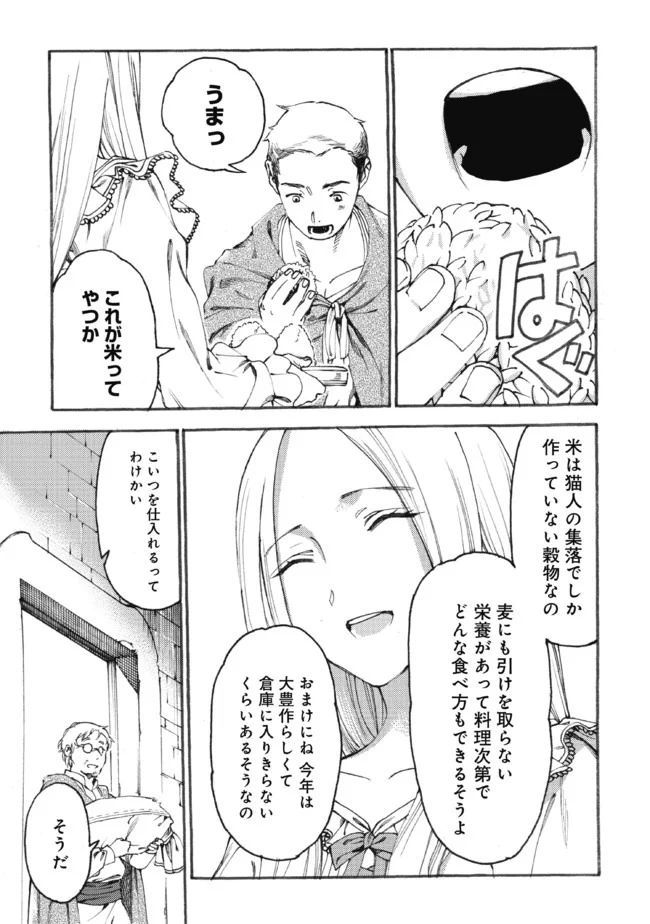 はぐ
うまっ
これが米って
やつか
米は猫人の集落でしか
作っていない穀物なの
麦にも引けを取らない
栄養があって料理次第で
どんな食べ方もできるそうよ
おまけにね 今年は
大豊作らしくて
倉庫に入りきらない
くらいあるそうなの
こいつを仕入れるって
わけかい
そうだ